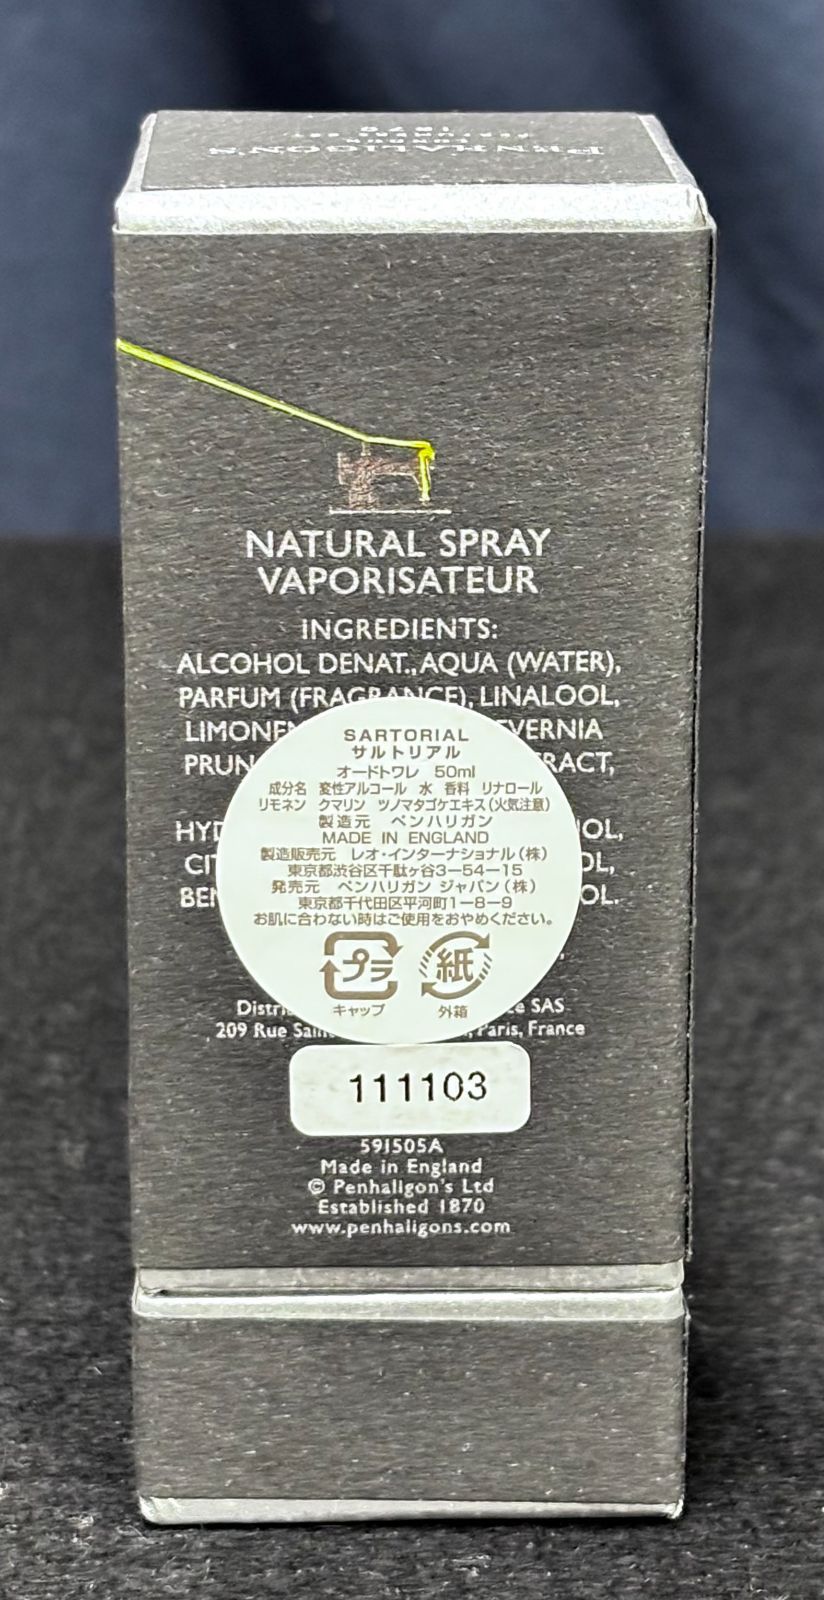 PENHALIGON'S
LONDON
1870
NATURAL SPRAY
VAPORISATEUR
INGREDIENTS:
ALCOHOL DENAT., AQUA (WATER),
PARFUM (FRAGRANCE), LINALOOL,
EVERNIA
SARTORIAL
サルトリアル
オードトワレ 50ml
成分名 変性アルコール 水 香料 リナロール
リモネン クマリン ツノマタゴケエキス(火気注意)
製造元 ペンハリガン
MADE IN ENGLAND
製造販売元 レオ・インターナショナル(株)
東京都渋谷区千駄ヶ谷3-54-15
発売元 ペンハリガン ジャパン(株)
東京都千代田区平河町1-8-9
お肌に合わない時はご使用をおやめください。
プラ 紙
キャップ 外箱
SAS
209 Rue Paris, France
111103
591505A
Made in England
© Penhaligon's Ltd
Established 1870
www.penhaligons.com